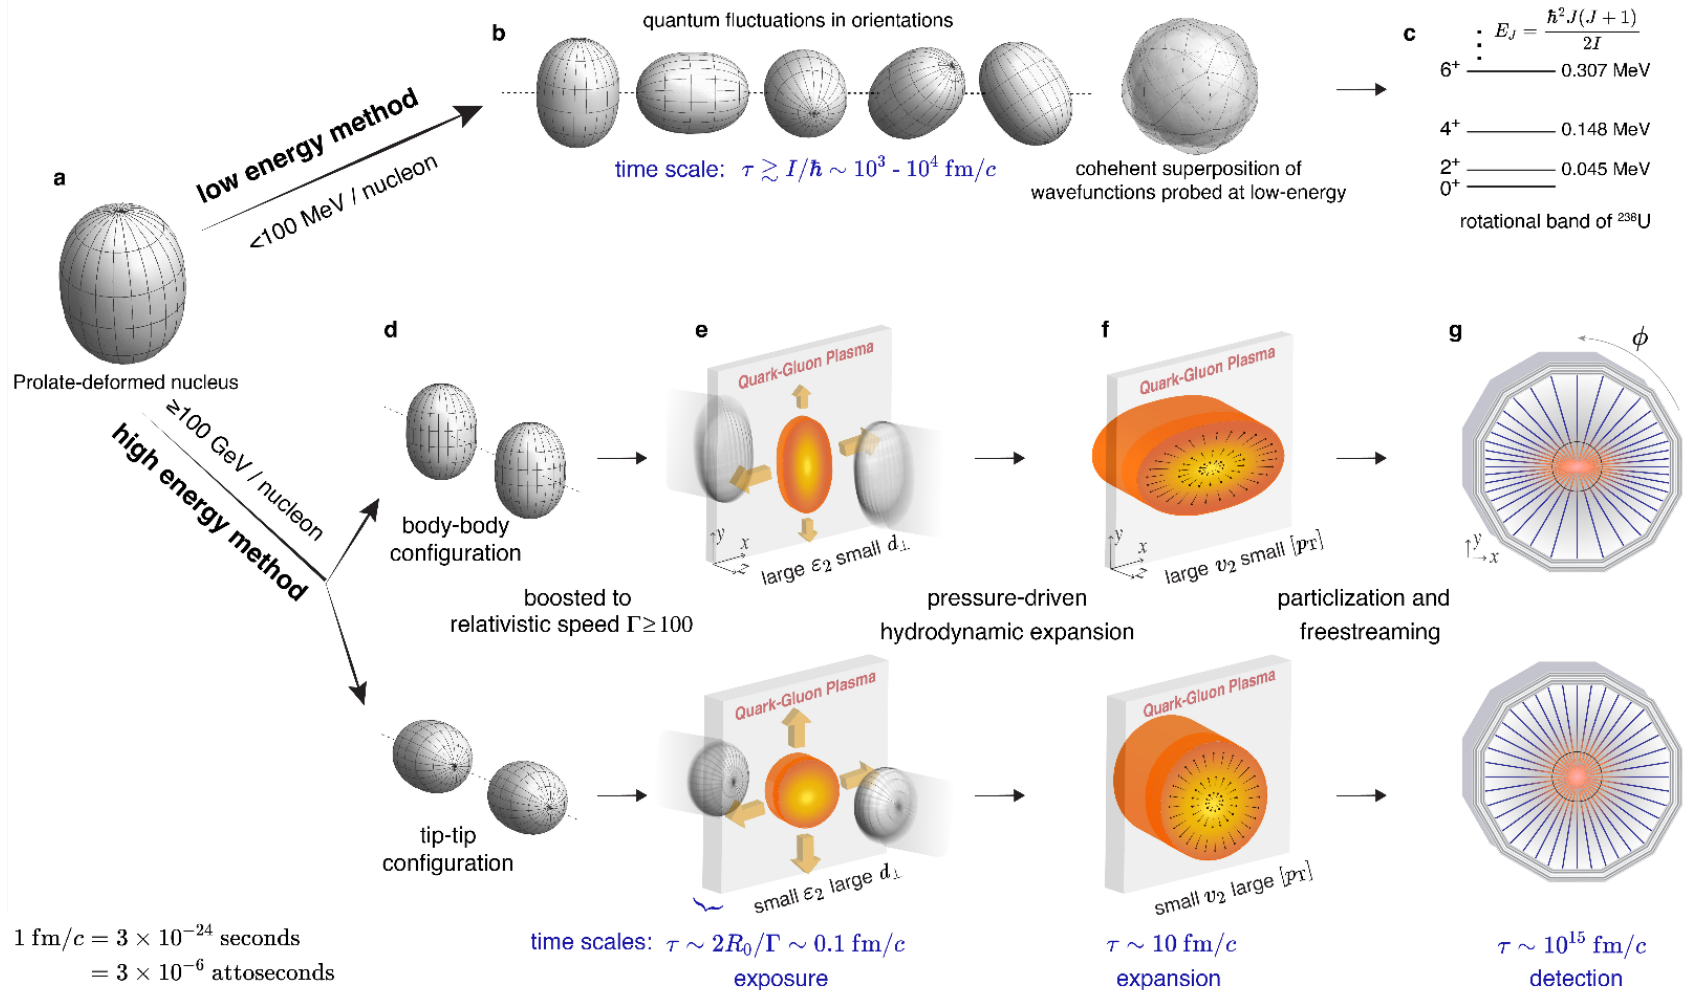 a
Prolate-deformed nucleus
low energy method
<100 MeV / nucleon
≥100 GeV / nucleon
high energy method
b
quantum fluctuations in orientations
time scale: τ ≳ I/ℏ ∼ 10³ - 10⁴ fm/c
cohehent superposition of
wavefunctions probed at low-energy
c
E_J = ℏ²J(J + 1) / 2I
6⁺ 0.307 MeV
4⁺ 0.148 MeV
2⁺ 0.045 MeV
0⁺
rotational band of ²³⁸U
d
body-body
configuration
e
Quark-Gluon Plasma
y
x
z
large ε₂ small d⊥
f
Quark-Gluon Plasma
y
x
z
large v₂ small [p_T]
g
ϕ
y
x
boosted to
relativistic speed Γ≥100
pressure-driven
hydrodynamic expansion
particlization and
freestreaming
tip-tip
configuration
Quark-Gluon Plasma
small ε₂ large d⊥
Quark-Gluon Plasma
small v₂ large [p_T]
1 fm/c = 3 × 10⁻²⁴ seconds
= 3 × 10⁻⁶ attoseconds
time scales: τ ∼ 2R₀/Γ ∼ 0.1 fm/c
exposure
τ ∼ 10 fm/c
expansion
τ ∼ 10¹⁵ fm/c
detection